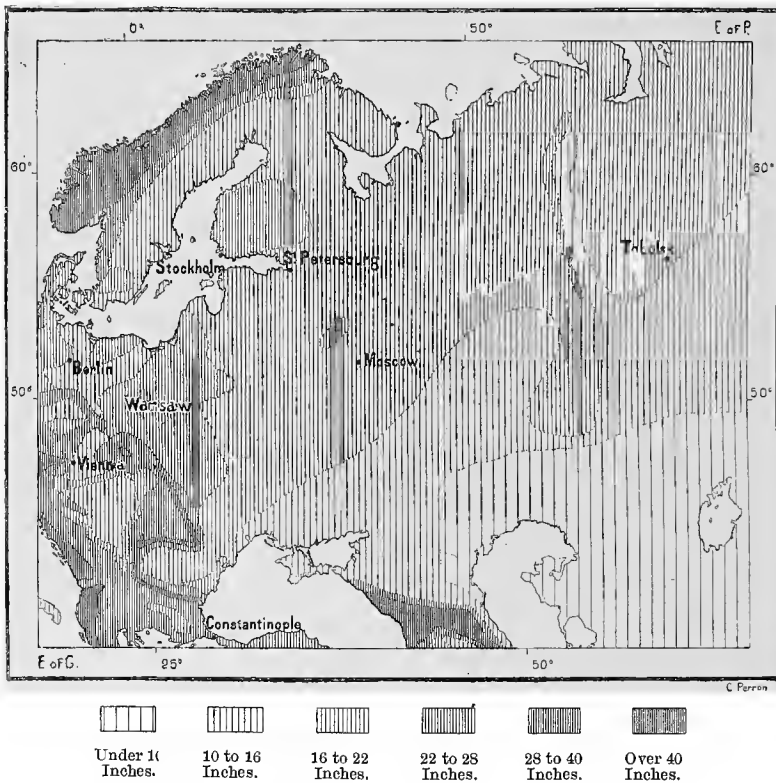 0° 50° E of P.
60° 60°
Tobolsk
Stockholm St Petersburg
Berlin Moscow
50° 50°
Warsaw
Vienna
Constantinople
E of G. 25° 50°
C Perron
Under 10 10 to 16 16 to 22 22 to 28 28 to 40 Over 40
Inches. Inches. Inches. Inches. Inches. Inches.